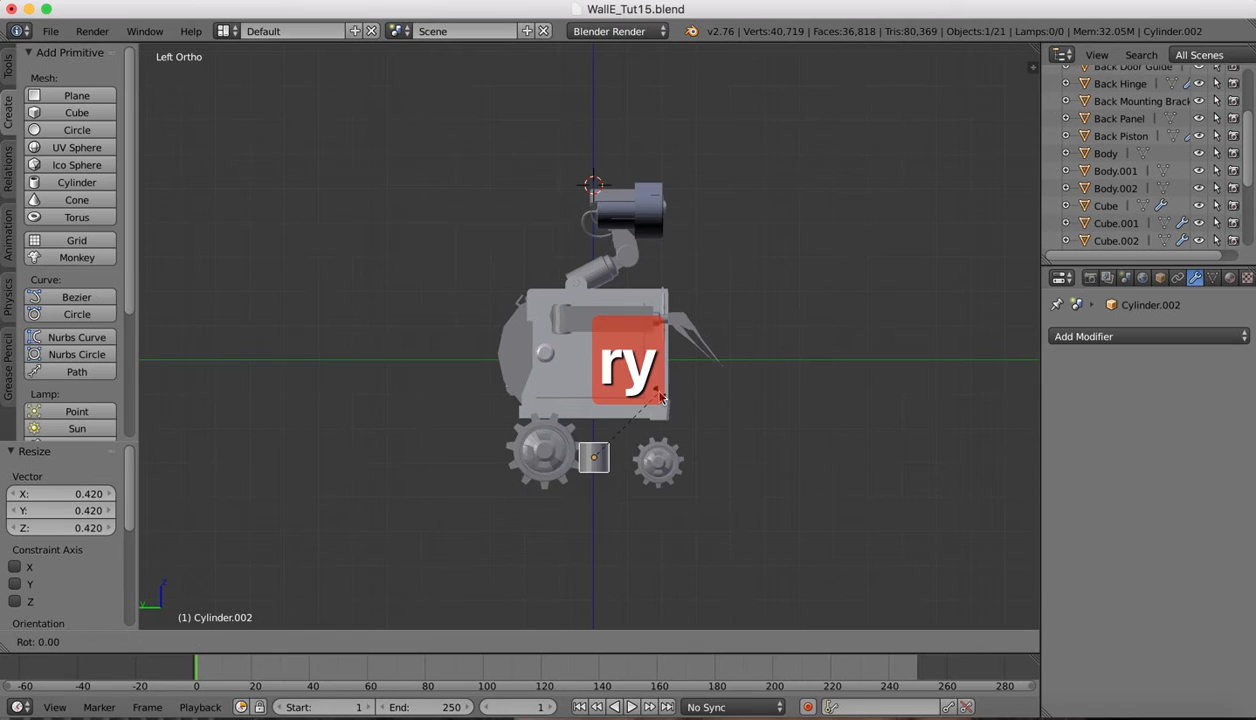 WallE_Tut15.blend
File Render Window Help Default Scene Blender Render v2.76 | Verts:40,719 | Faces:36,818 | Tris:80,369 | Objects:1/21 | Lamps:0/0 | Mem:32.05M | Cylinder.002
Add Primitive
Mesh:
Plane
Cube
Circle
UV Sphere
Ico Sphere
Cylinder
Cone
Torus
Grid
Monkey
Curve:
Bezier
Circle
Nurbs Curve
Nurbs Circle
Path
Lamp:
Point
Sun
Tools
Create
Relations
Animation
Physics
Grease Pencil
Resize
Vector
X: 0.420
Y: 0.420
Z: 0.420
Constraint Axis
X
Y
Z
Orientation
Left Ortho
ry
z
y
(1) Cylinder.002
Rot: 0.00
View Search All Scenes
Back Door Guide
Back Hinge
Back Mounting Brack
Back Panel
Back Piston
Body
Body.001
Body.002
Cube
Cube.001
Cube.002
Cylinder.002
Add Modifier
-60 -40 -20 0 20 40 60 80 100 120 140 160 180 200 220 240 260 280
View Marker Frame Playback Start: 1 End: 250 1 No Sync